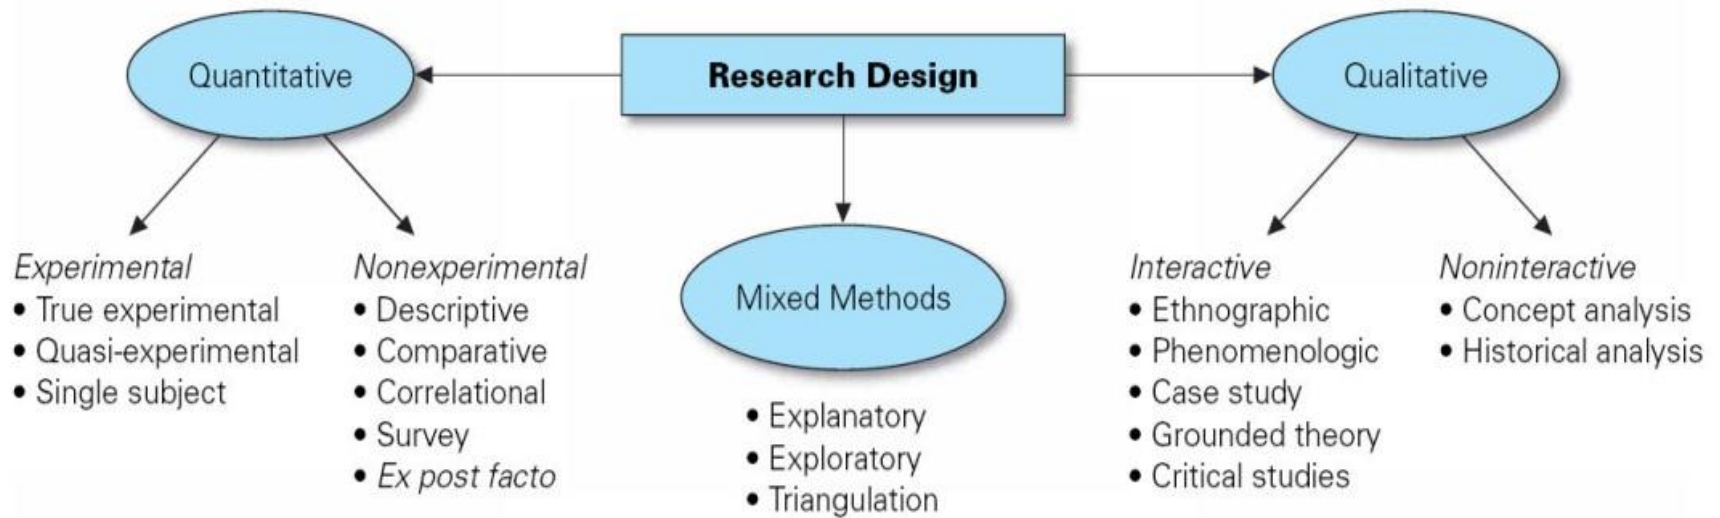 Quantitative
Research Design
Qualitative
Experimental
• True experimental
• Quasi-experimental
• Single subject
Nonexperimental
• Descriptive
• Comparative
• Correlational
• Survey
• Ex post facto
Mixed Methods
• Explanatory
• Exploratory
• Triangulation
Interactive
• Ethnographic
• Phenomenologic
• Case study
• Grounded theory
• Critical studies
Noninteractive
• Concept analysis
• Historical analysis